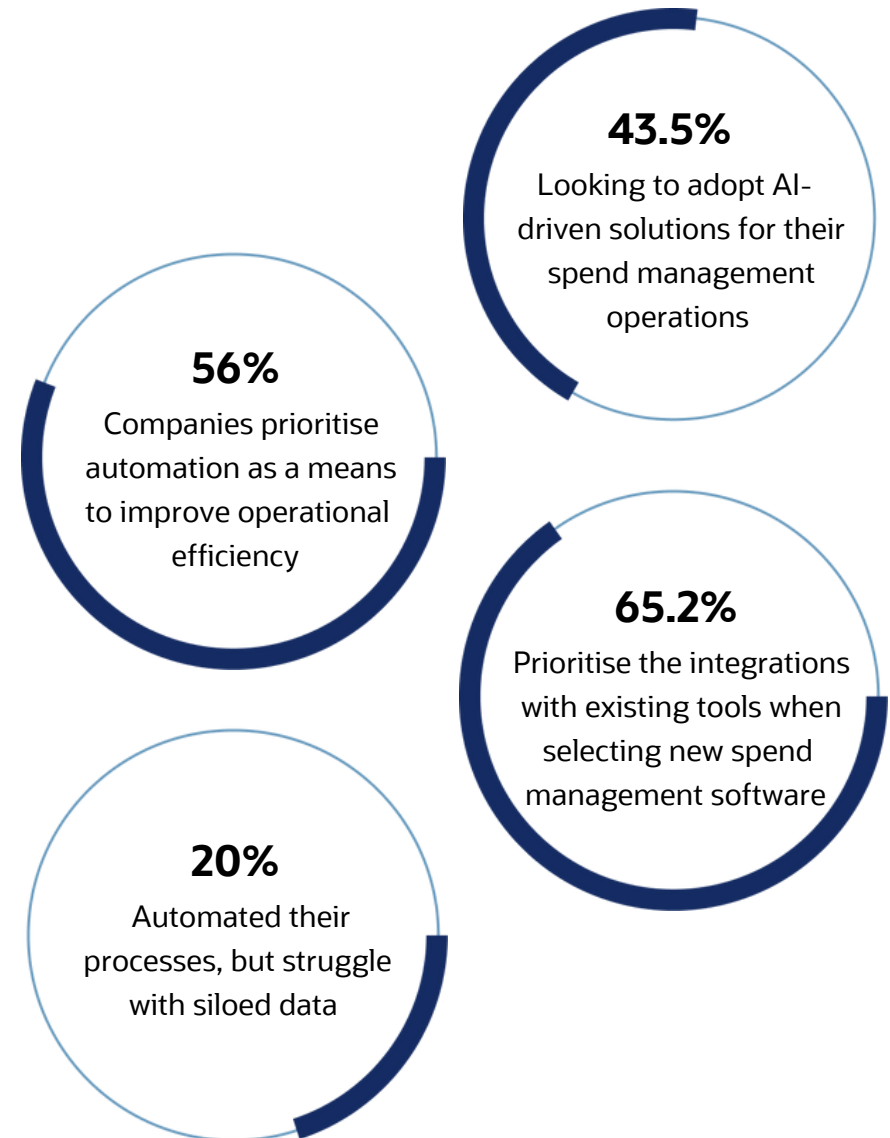 43.5%
Looking to adopt AI-
driven solutions for their
spend management
operations
56%
Companies prioritise
automation as a means
to improve operational
efficiency
65.2%
Prioritise the integrations
with existing tools when
selecting new spend
management software
20%
Automated their
processes, but struggle
with siloed data